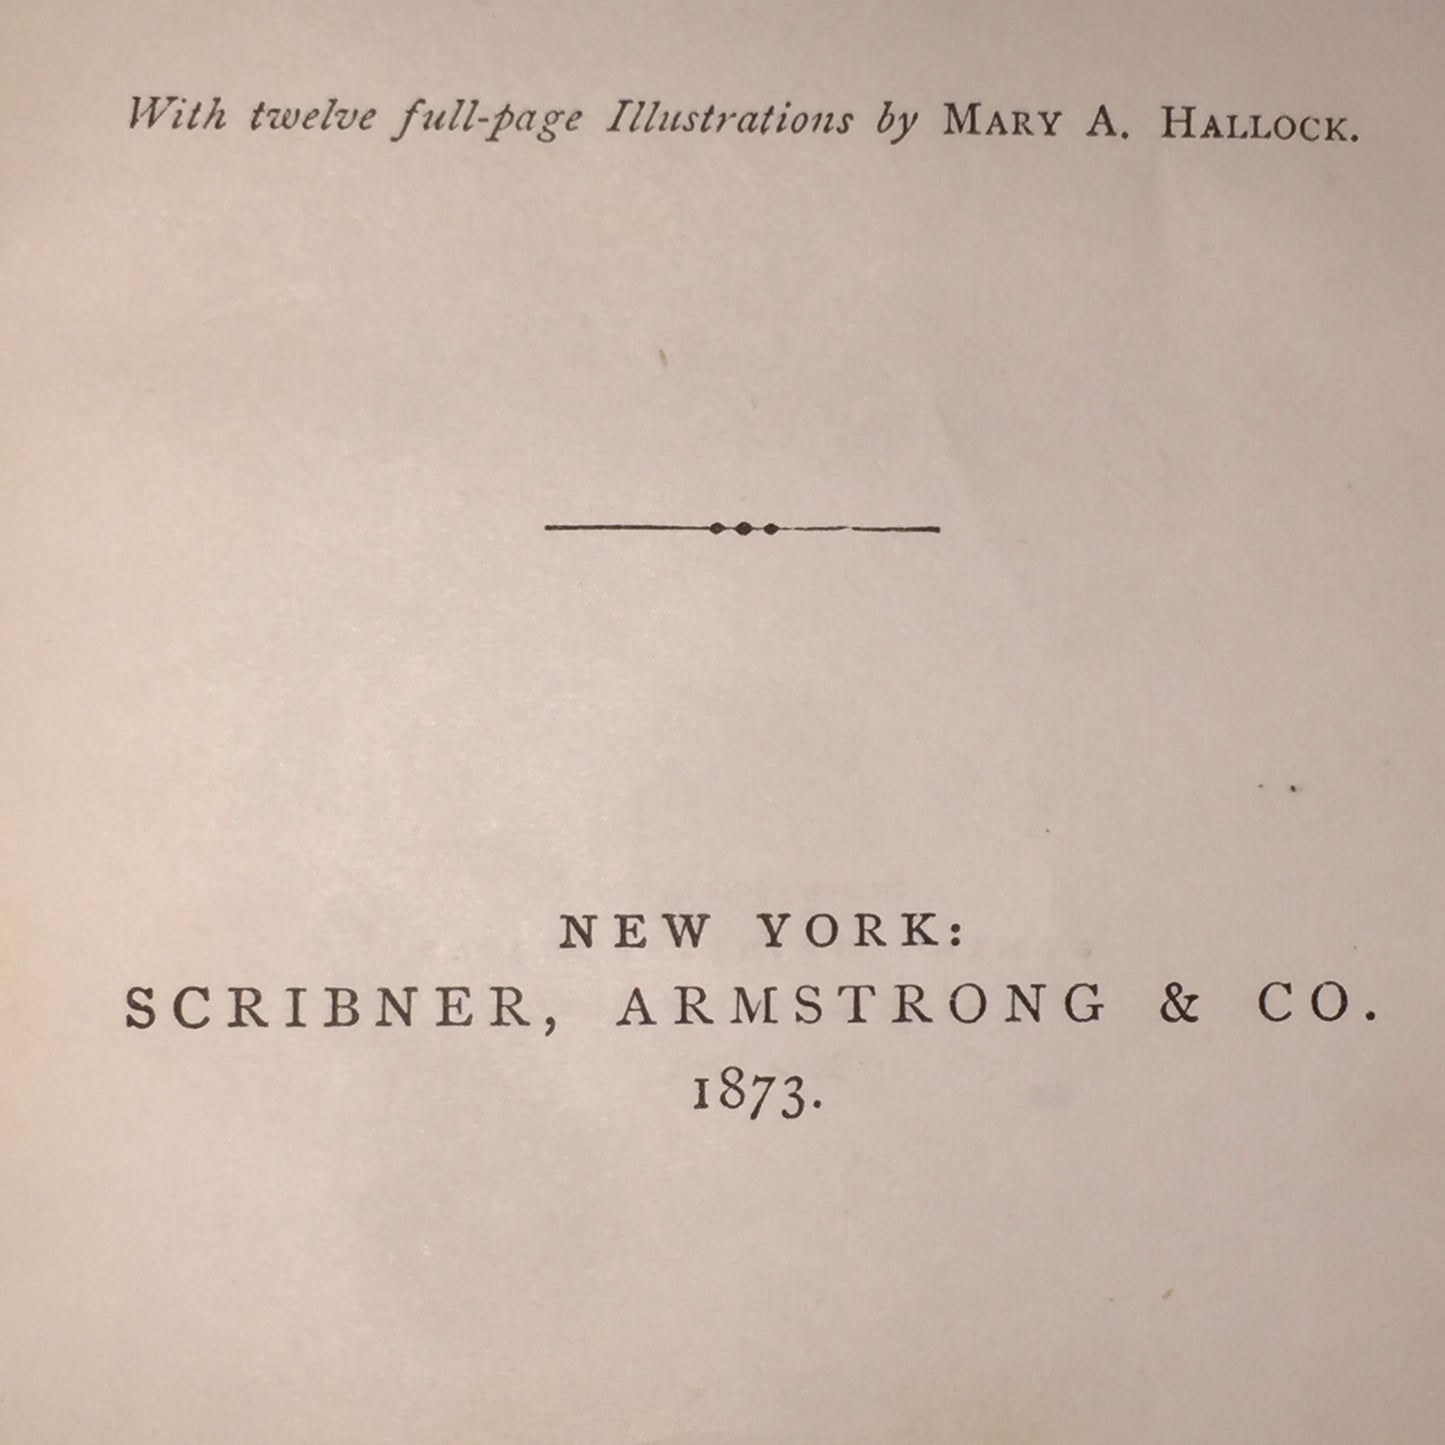 With twelve full-page Illustrations by MARY A. HALLOCK.
NEW YORK:
SCRIBNER, ARMSTRONG & CO.
1873.